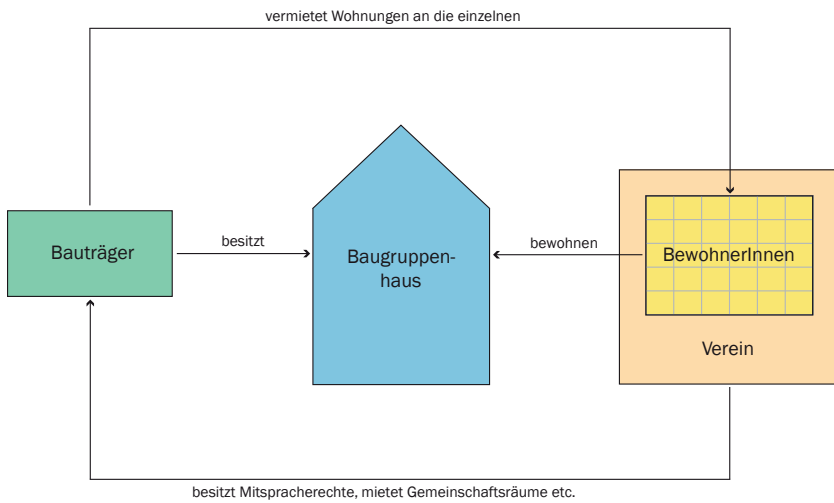 vermietet Wohnungen an die einzelnen
Bauträger
besitzt
Baugruppen-
haus
bewohnen
BewohnerInnen
Verein
besitzt Mitspracherechte, mietet Gemeinschaftsräume etc.